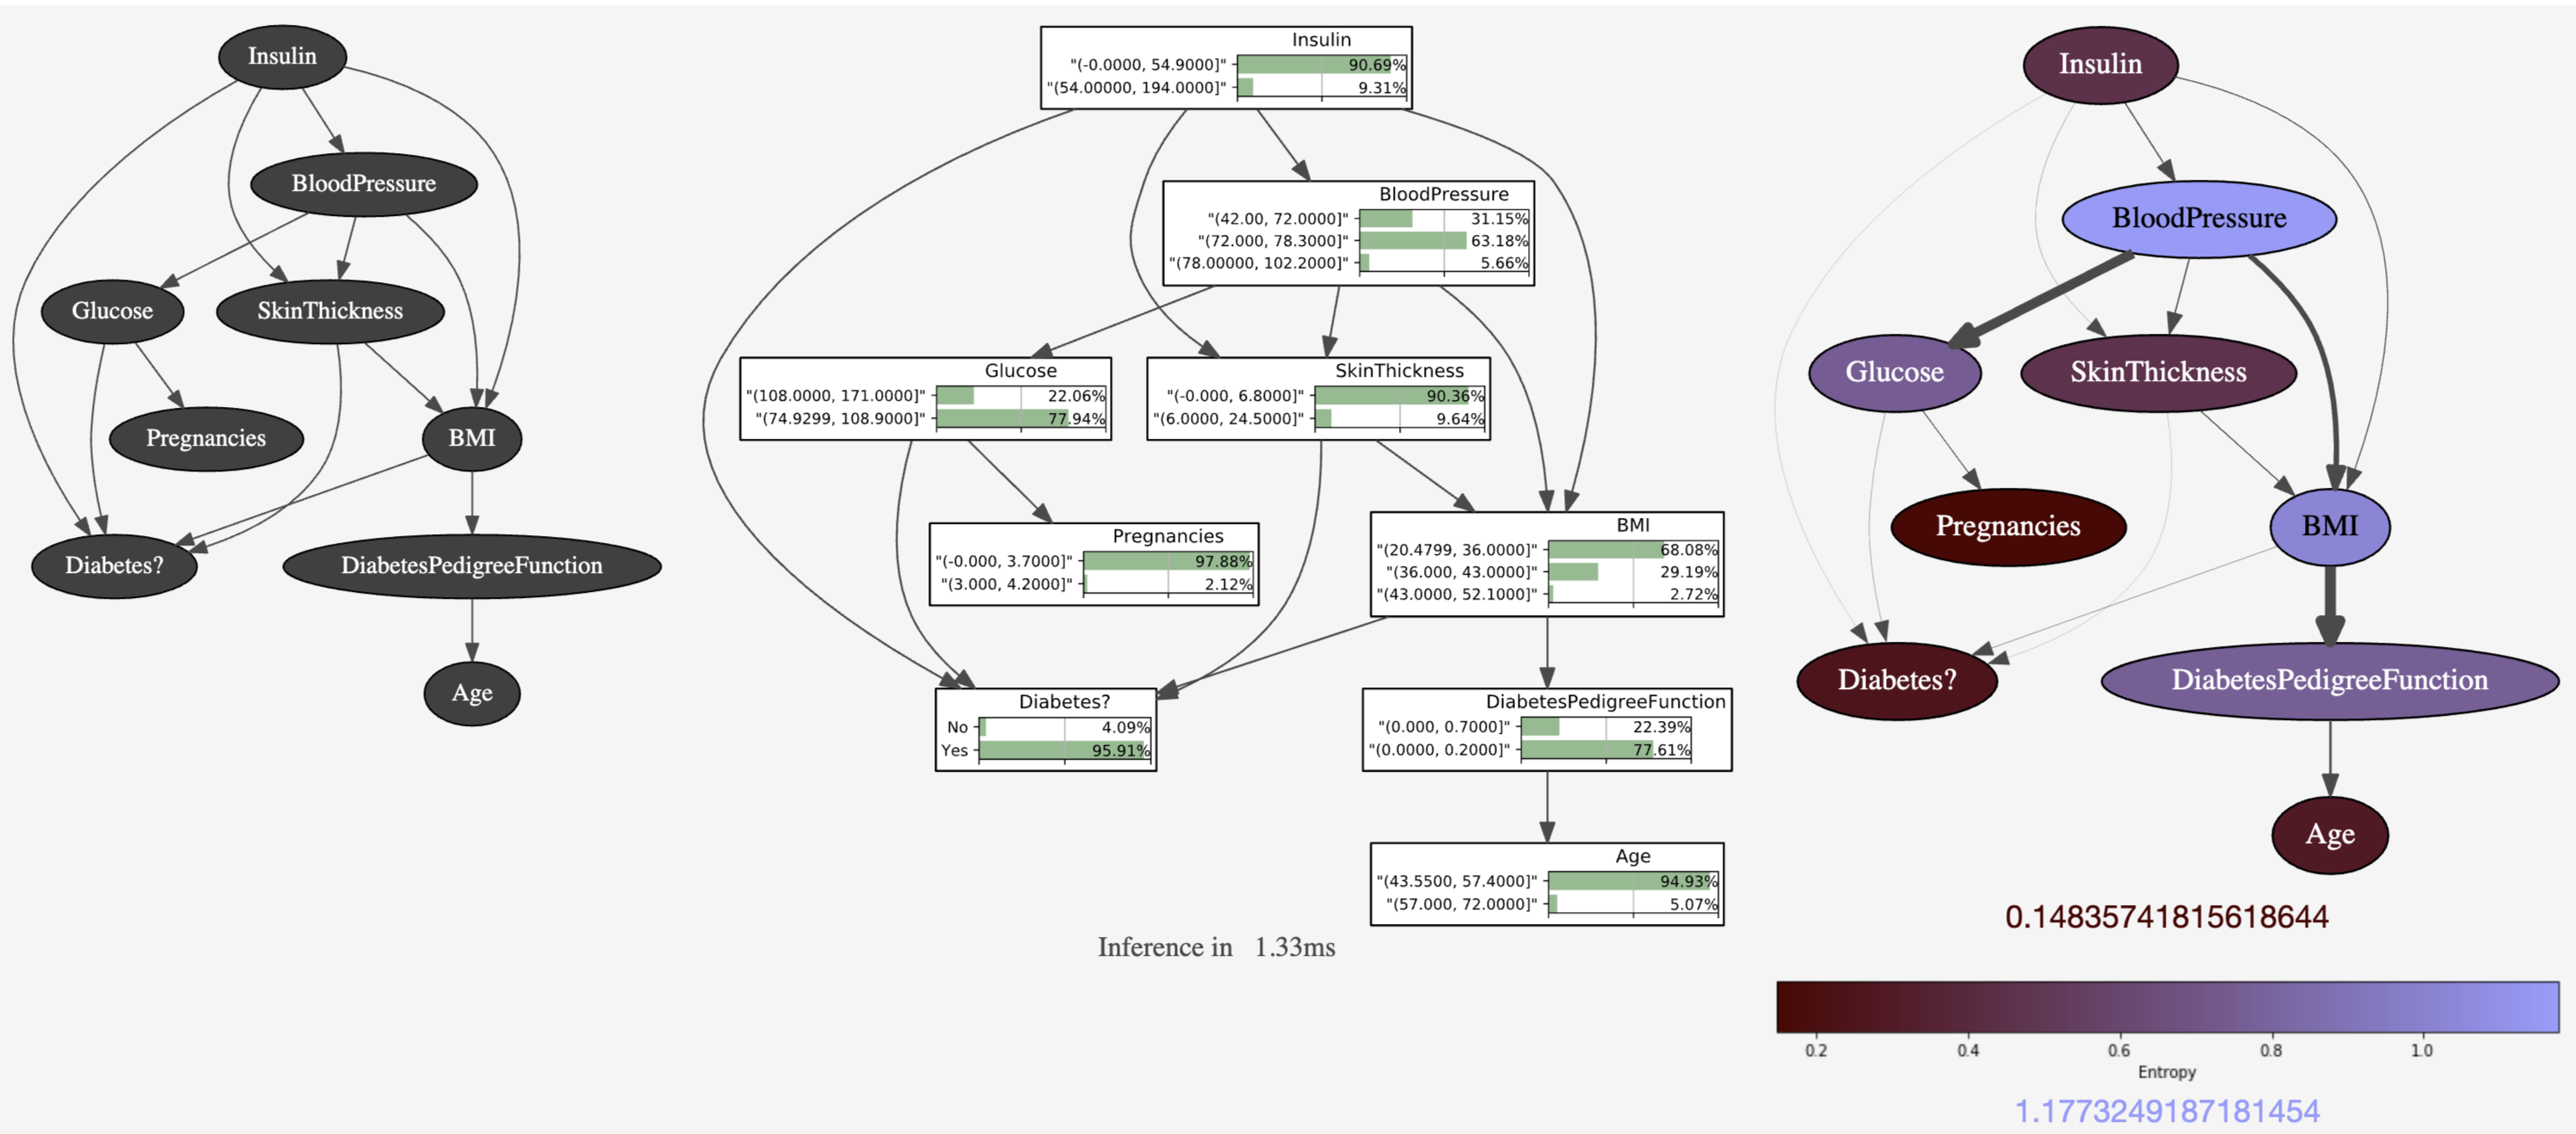 Insulin
BloodPressure
Glucose
SkinThickness
Pregnancies
BMI
Diabetes?
DiabetesPedigreeFunction
Age
Insulin
"(-0.0000, 54.9000]" 90.69%
"(54.00000, 194.0000]" 9.31%
BloodPressure
"(42.00, 72.0000]" 31.15%
"(72.000, 78.3000]" 63.18%
"(78.00000, 102.2000]" 5.66%
Glucose
"(108.0000, 171.0000]" 22.06%
"(74.9299, 108.9000]" 77.94%
SkinThickness
"(-0.000, 6.8000]" 90.36%
"(6.0000, 24.5000]" 9.64%
Pregnancies
"(-0.000, 3.7000]" 97.88%
"(3.000, 4.2000]" 2.12%
BMI
"(20.4799, 36.0000]" 68.08%
"(36.000, 43.0000]" 29.19%
"(43.0000, 52.1000]" 2.72%
Diabetes?
No 4.09%
Yes 95.91%
DiabetesPedigreeFunction
"(0.000, 0.7000]" 22.39%
"(0.0000, 0.2000]" 77.61%
Age
"(43.5500, 57.4000]" 94.93%
"(57.000, 72.0000]" 5.07%
Inference in 1.33ms
Insulin
BloodPressure
Glucose
SkinThickness
Pregnancies
BMI
Diabetes?
DiabetesPedigreeFunction
Age
0.14835741815618644
0.2 0.4 0.6 0.8 1.0
Entropy
1.1773249187181454